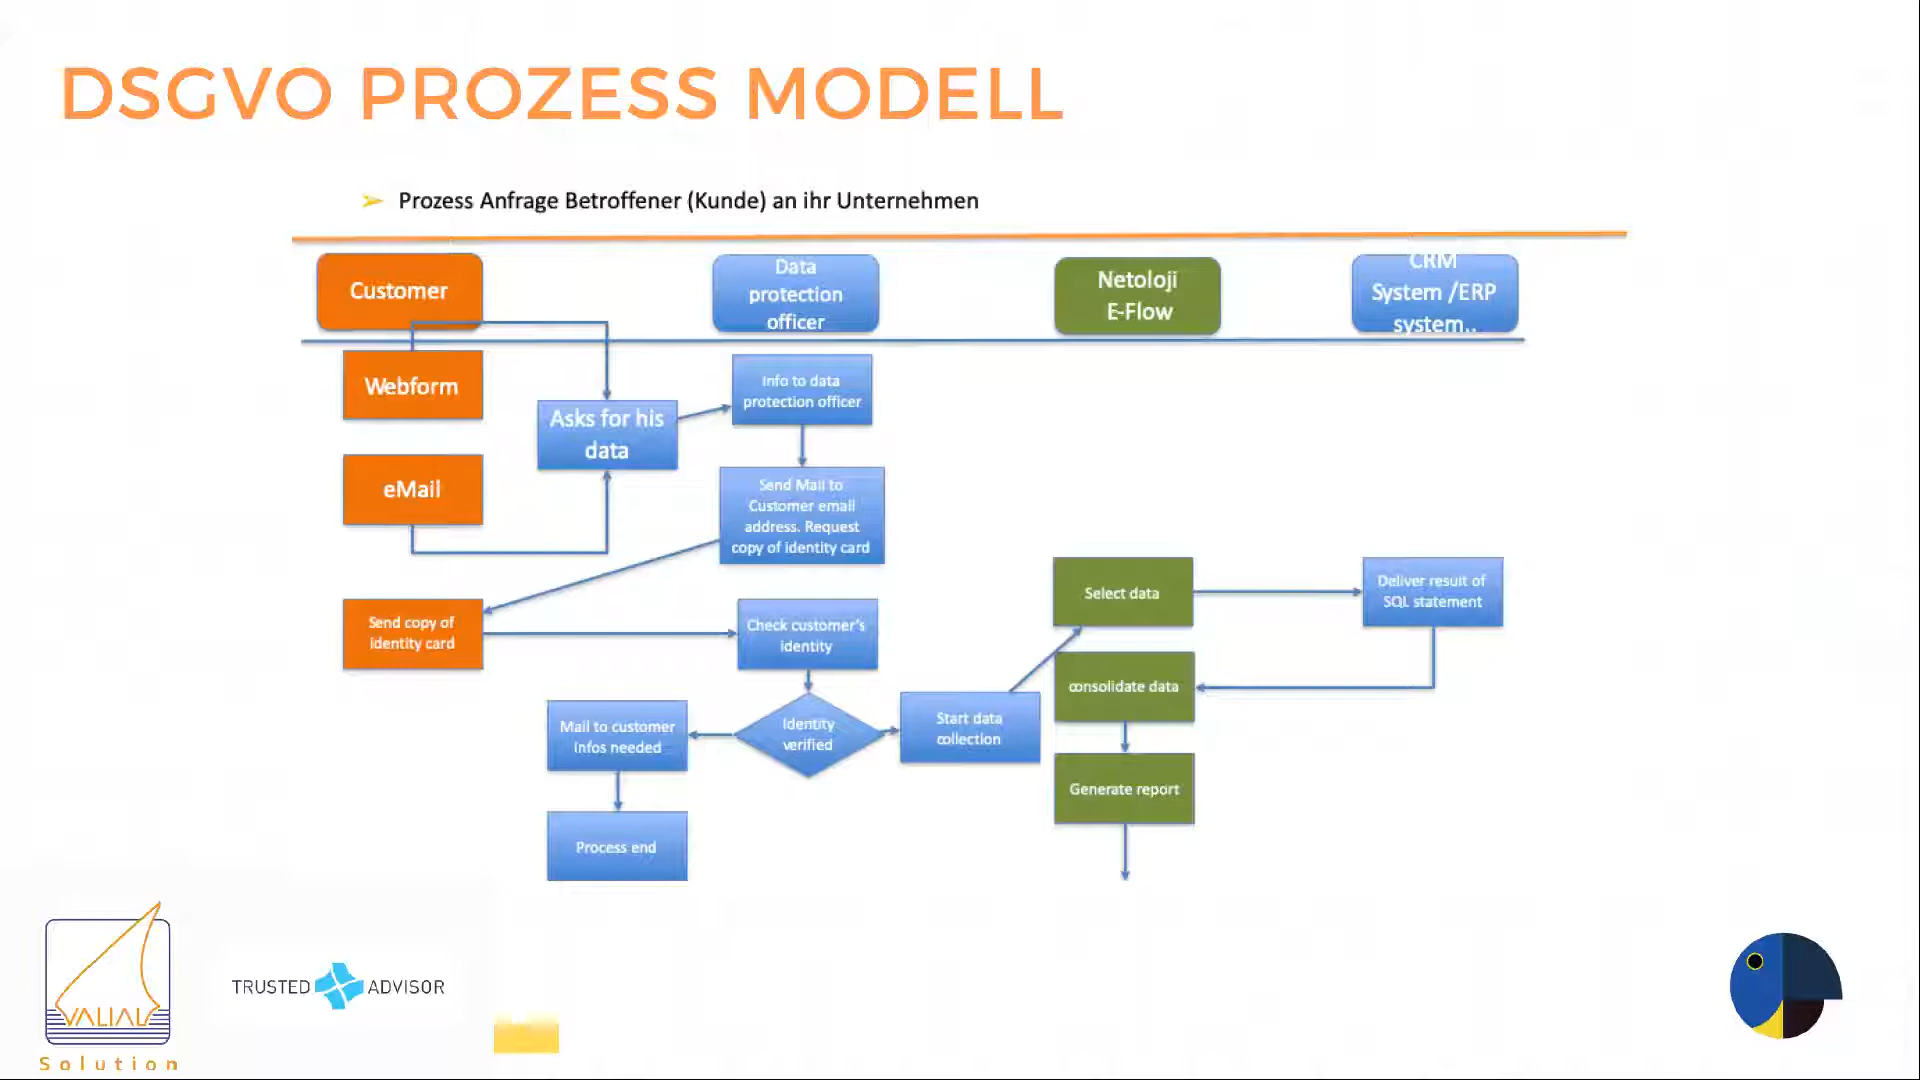 DSGVO PROZESS MODELL
Prozess Anfrage Betroffener (Kunde) an ihr Unternehmen
Customer
Data
protection
officer
Netoloji
E-Flow
CRM
System /ERP
system..
Webform
Info to data
protection officer
Asks for his
data
eMail
Send Mail to
Customer email
address. Request
copy of identity card
Select data
Deliver result of
SQL statement
Send copy of
identity card
Check customer's
identity
consolidate data
Mail to customer
infos needed
Identity
verified
Start data
collection
Generate report
Process end
TRUSTED ADVISOR
VALIAL
Solution